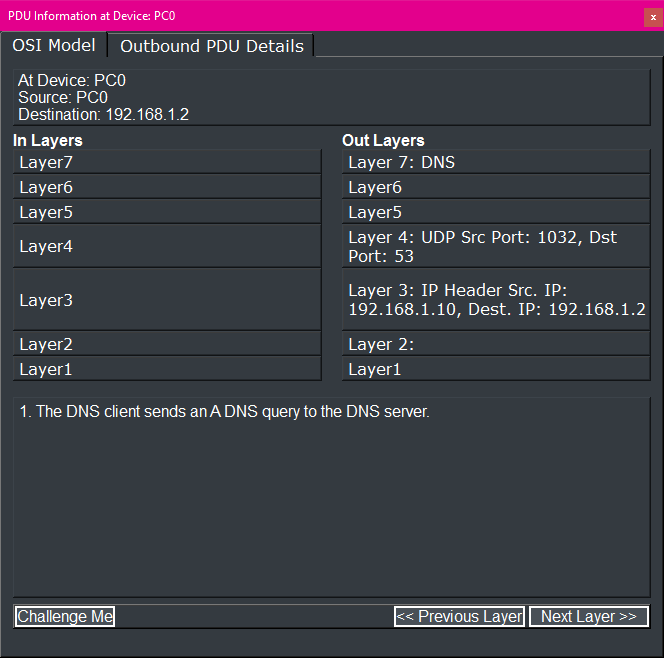 PDU Information at Device: PC0
x
OSI Model
Outbound PDU Details
At Device: PC0
Source: PC0
Destination: 192.168.1.2
In Layers
Layer7
Layer6
Layer5
Layer4
Layer3
Layer2
Layer1
Out Layers
Layer 7: DNS
Layer6
Layer5
Layer 4: UDP Src Port: 1032, Dst
Port: 53
Layer 3: IP Header Src. IP:
192.168.1.10, Dest. IP: 192.168.1.2
Layer 2:
Layer1
1. The DNS client sends an A DNS query to the DNS server.
Challenge Me
<< Previous Layer
Next Layer >>